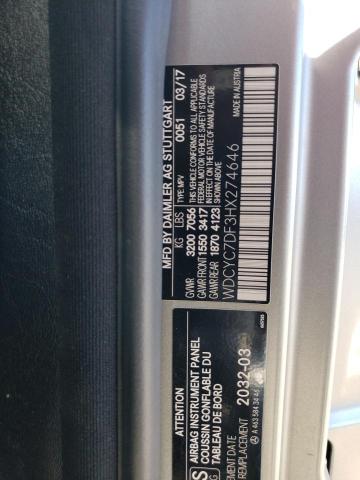 MFD BY DAIMLER AG STUTTGART
TYPE:MPV 0051 03/17
KG LBS
GVWR 3200 7056
GAWR FRONT 1550 3417
GAWR REAR 1870 4123
THIS VEHICLE CONFORMS TO ALL APPLICABLE
FEDERAL MOTOR VEHICLE SAFETY STANDARDS
IN EFFECT ON THE DATE OF MANUFACTURE
SHOWN ABOVE.
MADE IN AUSTRIA
WDCYC7DF3HX274646
ATTENTION
AIRBAG INSTRUMENT PANEL
COUSSIN GONFLABLE DU
TABLEAU DE BORD
EMENT DATE
REMPLACEMENT
2032-03